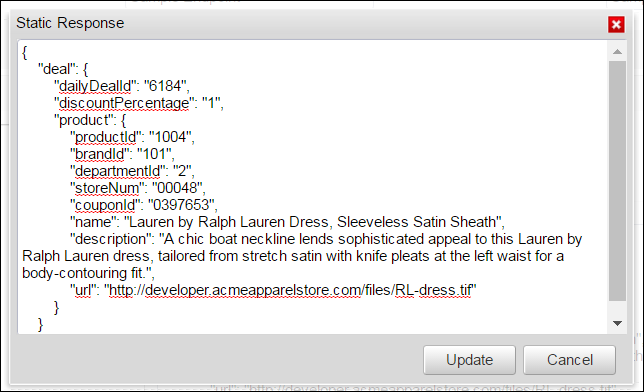 Static Response
{
"deal": {
"dailyDealId": "6184",
"discountPercentage": "1",
"product": {
"productId": "1004",
"brandId": "101",
"departmentId": "2",
"storeNum": "00048",
"couponId": "0397653",
"name": "Lauren by Ralph Lauren Dress, Sleeveless Satin Sheath",
"description": "A chic boat neckline lends sophisticated appeal to this Lauren by
Ralph Lauren dress, tailored from stretch satin with knife pleats at the left waist for a
body-contouring fit.",
"url": "http://developer.acmeapparelstore.com/files/RL-dress.tif"
}
}
Update Cancel